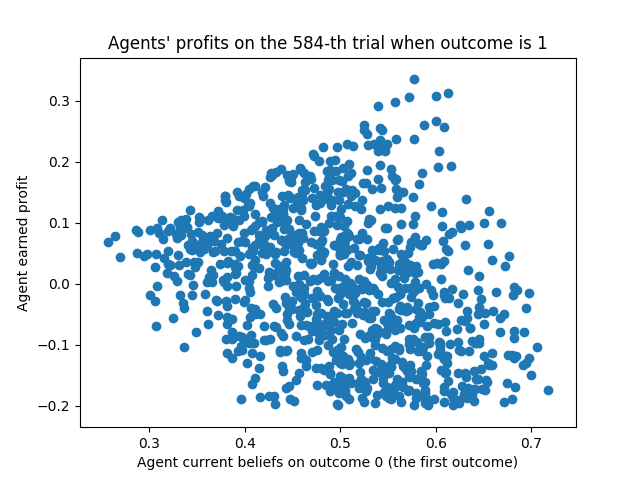 Agents' profits on the 584-th trial when outcome is 1
Agent earned profit
0.3
0.2
0.1
0.0
−0.1
−0.2
0.3 0.4 0.5 0.6 0.7
Agent current beliefs on outcome 0 (the first outcome)